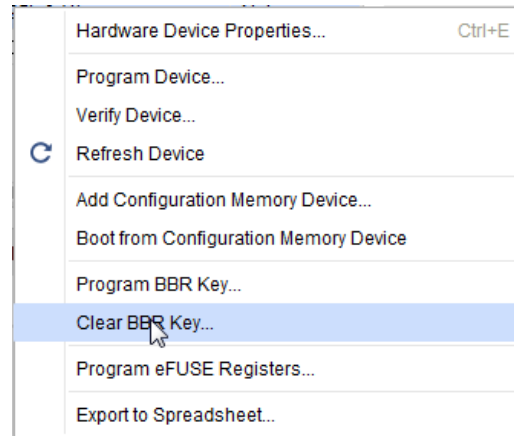 Hardware Device Properties... Ctrl+E
Program Device...
Verify Device...
Refresh Device
Add Configuration Memory Device...
Boot from Configuration Memory Device
Program BBR Key...
Clear BBR Key...
Program eFUSE Registers...
Export to Spreadsheet...